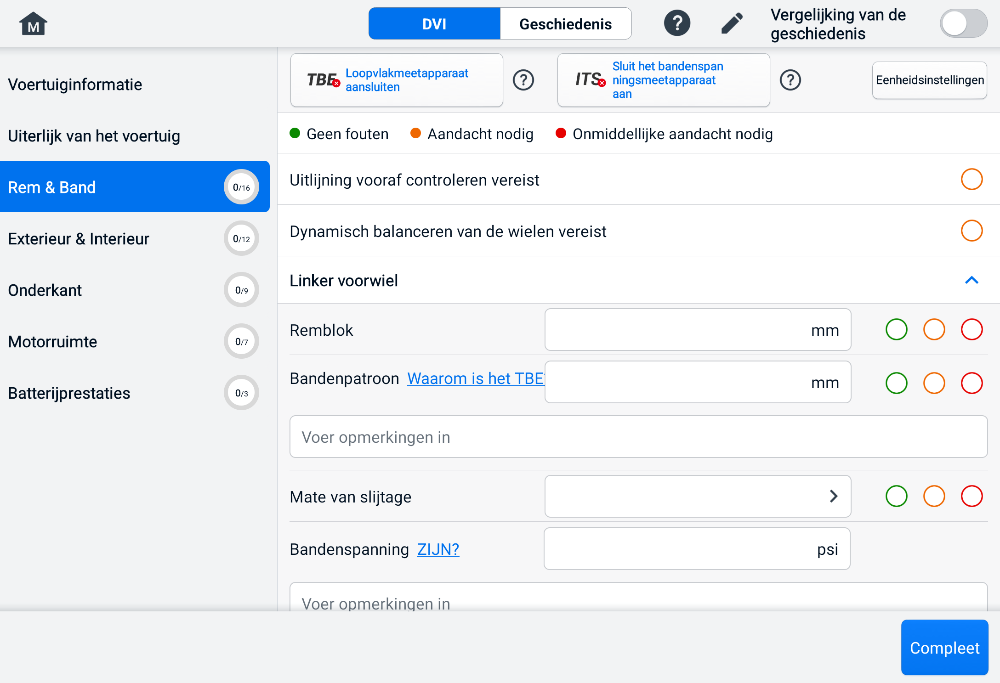 M
DVI
Geschiedenis
?
Vergelijking van de
geschiedenis
Voertuiginformatie
Uiterlijk van het voertuig
Rem & Band
0/16
Exterieur & Interieur
0/12
Onderkant
0/9
Motorruimte
0/7
Batterijprestaties
0/3
TBE
Loopvlakmeetapparaat
aansluiten
?
ITS
Sluit het bandenspan
ningsmeetapparaat
aan
?
Eenheidsinstellingen
Geen fouten
Aandacht nodig
Onmiddellijke aandacht nodig
Uitlijning vooraf controleren vereist
Dynamisch balanceren van de wielen vereist
Linker voorwiel
Remblok
mm
Bandenpatroon
Waarom is het TBE?
mm
Voer opmerkingen in
Mate van slijtage
Bandenspanning
ZIJN?
psi
Voer opmerkingen in
Compleet